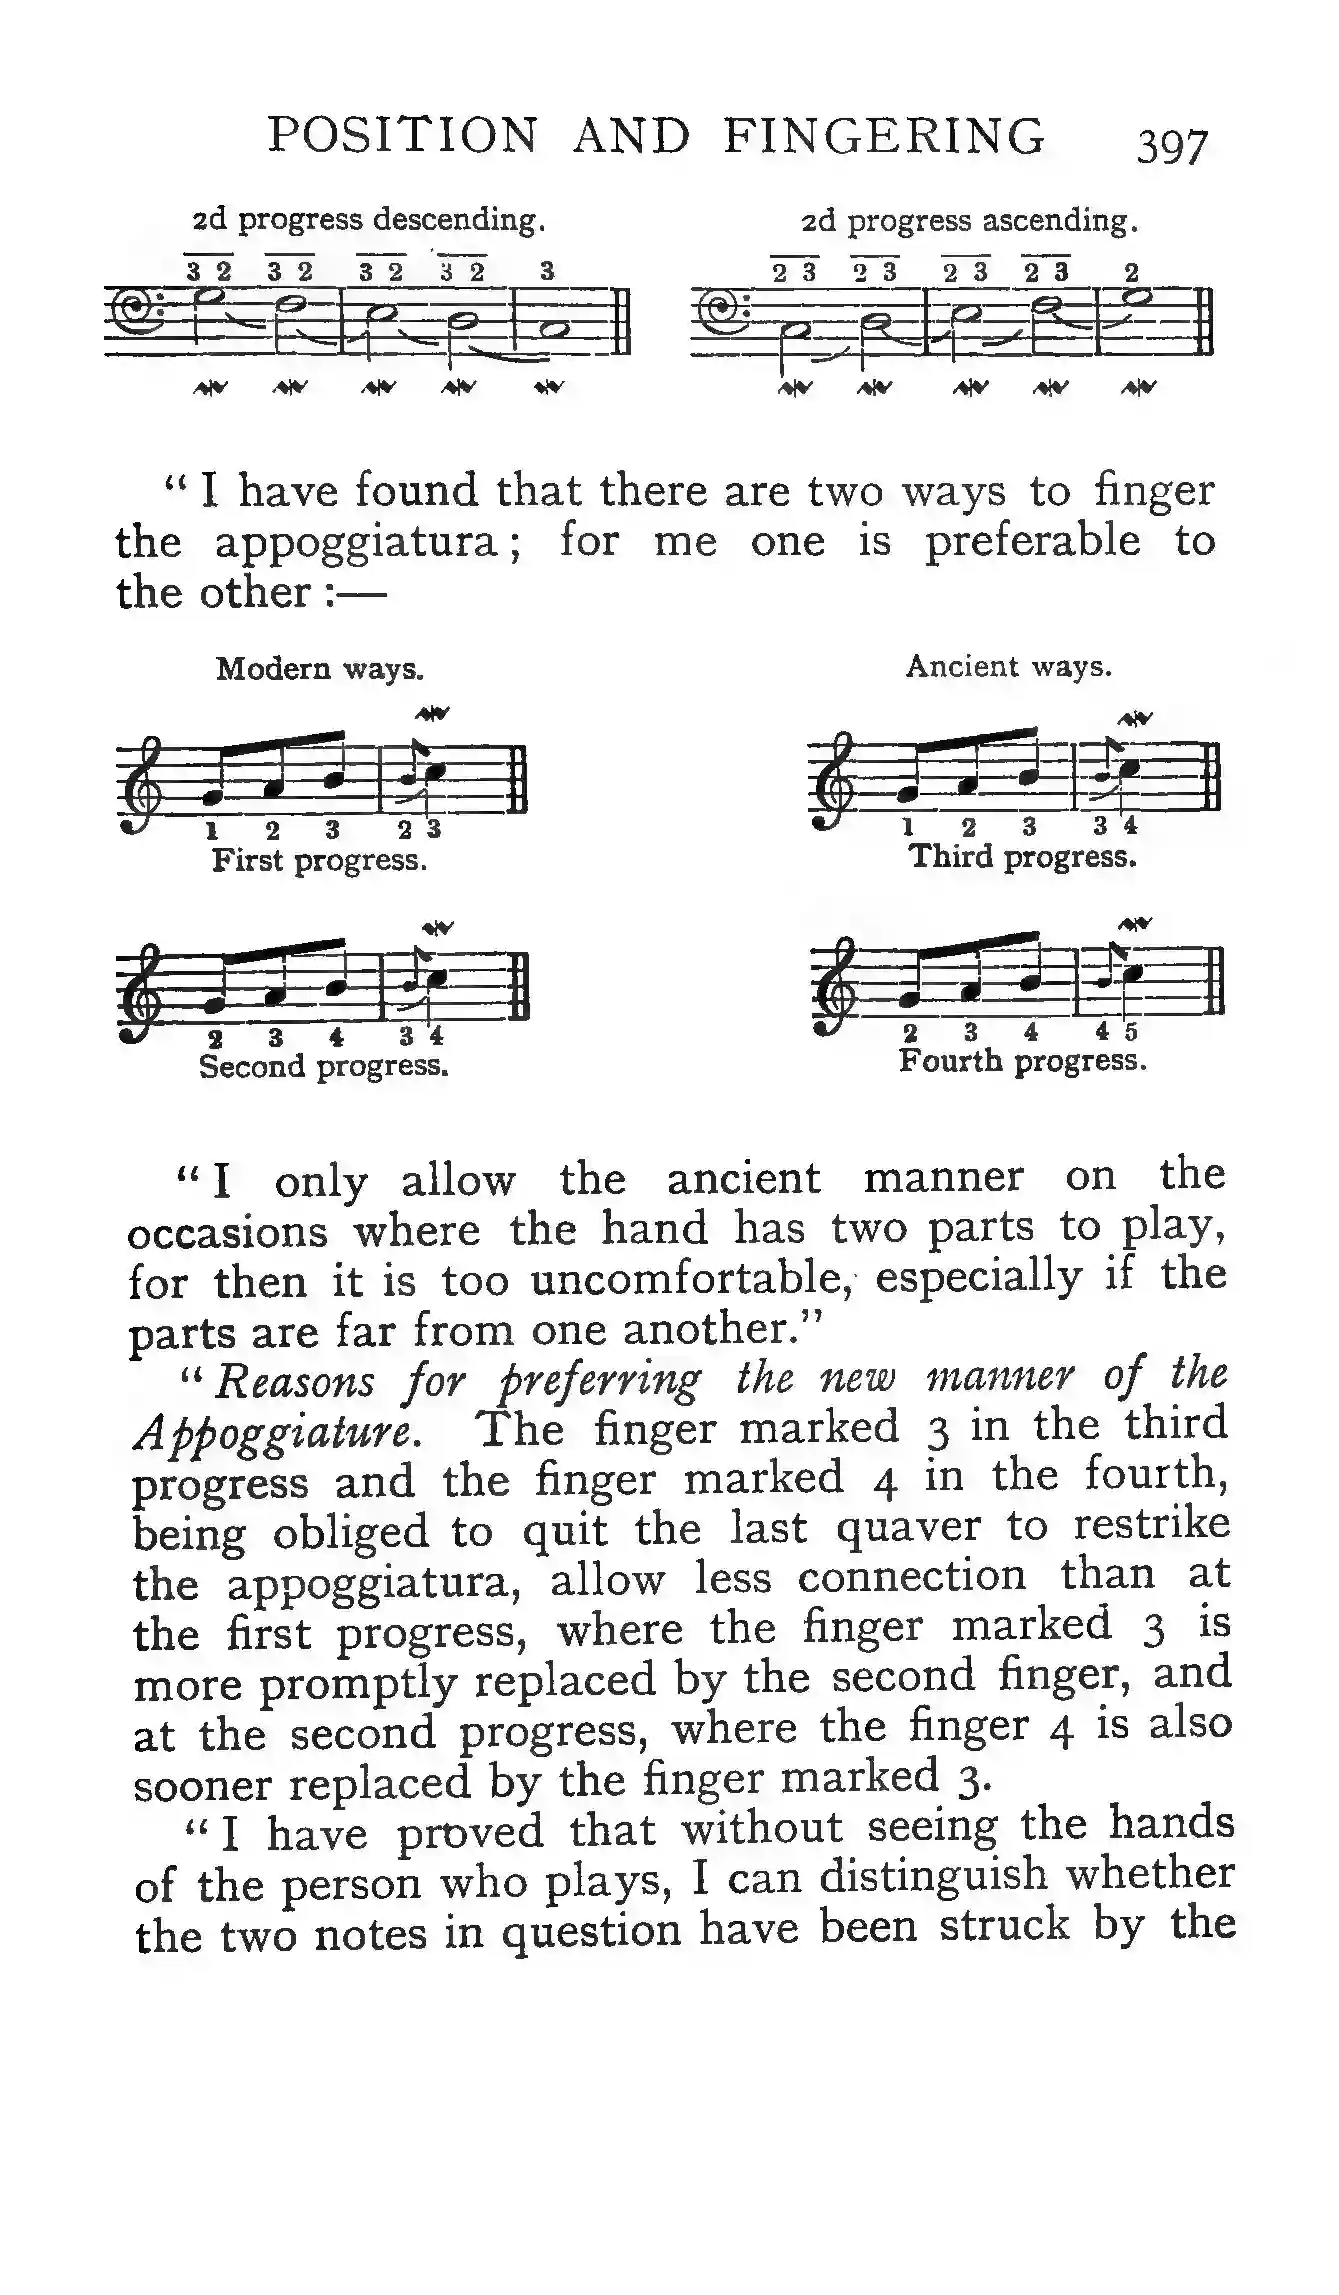 POSITION AND FINGERING 397
2d progress descending. 2d progress ascending.
3 2 3 2 3 2 3 2 3 2 3 2 3 2 3 2 3 2
" I have found that there are two ways to finger
the appoggiatura ; for me one is preferable to
the other :—
Modern ways. Ancient ways.
1 2 3 2 3 1 2 3 3 4
First progress. Third progress.
2 3 4 3 4 2 3 4 4 5
Second progress. Fourth progress.
" I only allow the ancient manner on the
occasions where the hand has two parts to play,
for then it is too uncomfortable, especially if the
parts are far from one another."
" Reasons for preferring the new manner of the
Appoggiature. The finger marked 3 in the third
progress and the finger marked 4 in the fourth,
being obliged to quit the last quaver to restrike
the appoggiatura, allow less connection than at
the first progress, where the finger marked 3 is
more promptly replaced by the second finger, and
at the second progress, where the finger 4 is also
sooner replaced by the finger marked 3.
" I have proved that without seeing the hands
of the person who plays, I can distinguish whether
the two notes in question have been struck by the